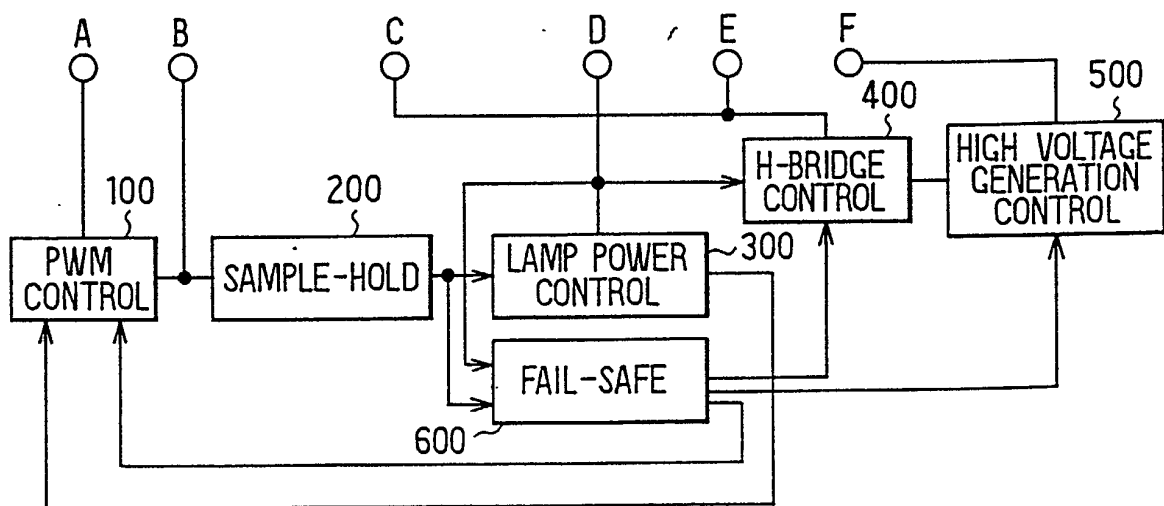 A B C D E F
500
400
HIGH VOLTAGE
GENERATION
CONTROL
H-BRIDGE
CONTROL
100
200
PWM
CONTROL
SAMPLE-HOLD
LAMP POWER
CONTROL
300
FAIL-SAFE
600